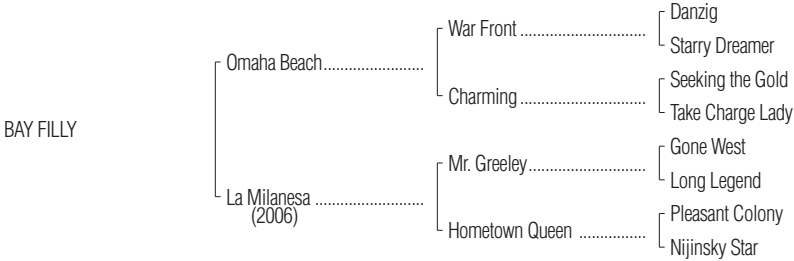 Danzig
War Front ..............................
Starry Dreamer
Omaha Beach........................
Seeking the Gold
Charming ..............................
Take Charge Lady
BAY FILLY
Gone West
Mr. Greeley............................
Long Legend
La Milanesa ..........................
(2006)
Pleasant Colony
Hometown Queen ................
Nijinsky Star